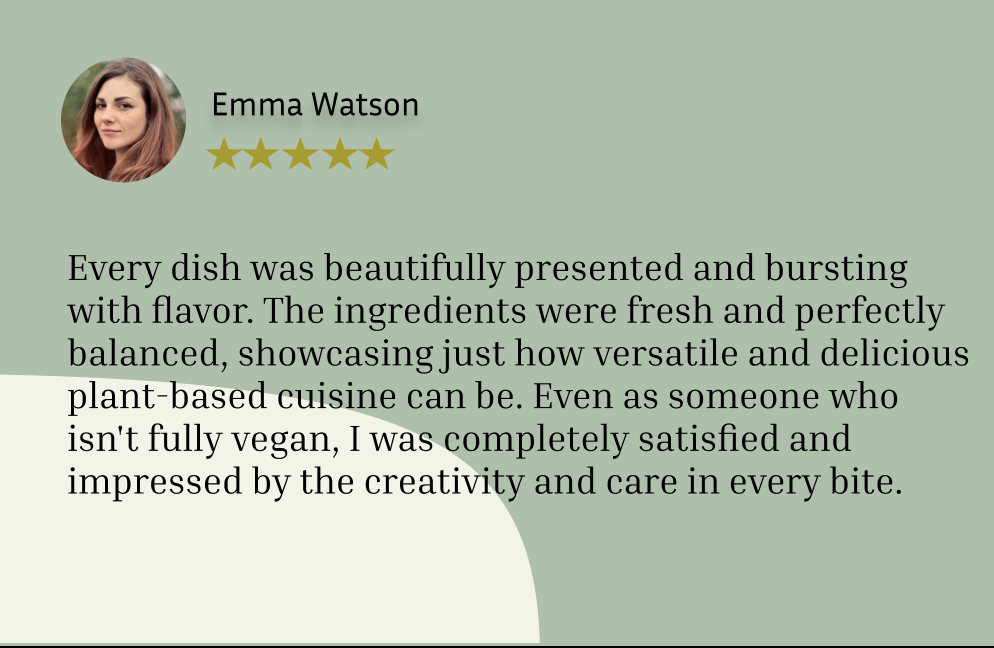 Emma Watson
Every dish was beautifully presented and bursting
with flavor. The ingredients were fresh and perfectly
balanced, showcasing just how versatile and delicious
plant-based cuisine can be. Even as someone who
isn't fully vegan, I was completely satisfied and
impressed by the creativity and care in every bite.